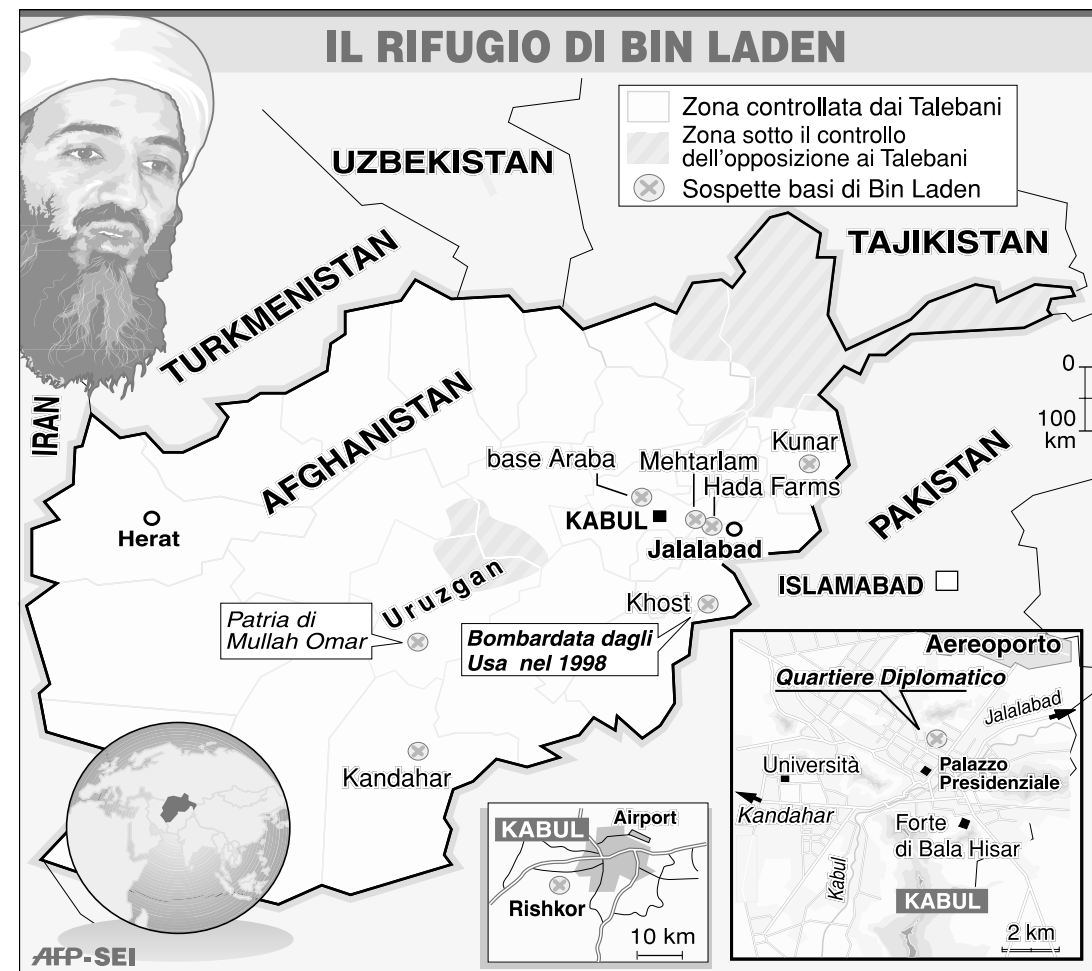 IL RIFUGIO DI BIN LADEN
Zona controllata dai Talebani
Zona sotto il controllo
dell'opposizione ai Talebani
Sospette basi di Bin Laden
UZBEKISTAN
TAJIKISTAN
TURKMENISTAN
IRAN
AFGHANISTAN
PAKISTAN
0
100
km
Kunar
base Araba
Mehtarlam
Hada Farms
KABUL
Jalalabad
Herat
ISLAMABAD
Uruzgan
Khost
Patria di
Mullah Omar
Bombardata dagli
Usa nel 1998
Kandahar
KABUL
Airport
Rishkor
10 km
Aereoporto
Quartiere Diplomatico
Jalalabad
Università
Palazzo
Presidenziale
Kandahar
Forte
di Bala Hisar
Kabul
KABUL
2 km
AFP-SEI